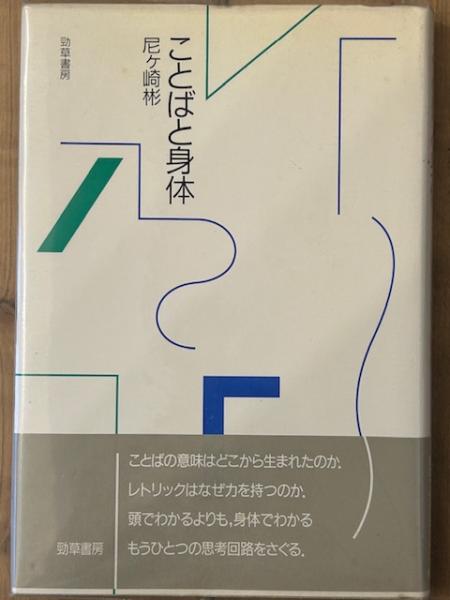 ことばと身体
尼ヶ崎彬
勁草書房
ことばの意味はどこから生まれたのか.
レトリックはなぜ力を持つのか.
頭でわかるよりも,身体でわかる
もうひとつの思考回路をさぐる.
勁草書房